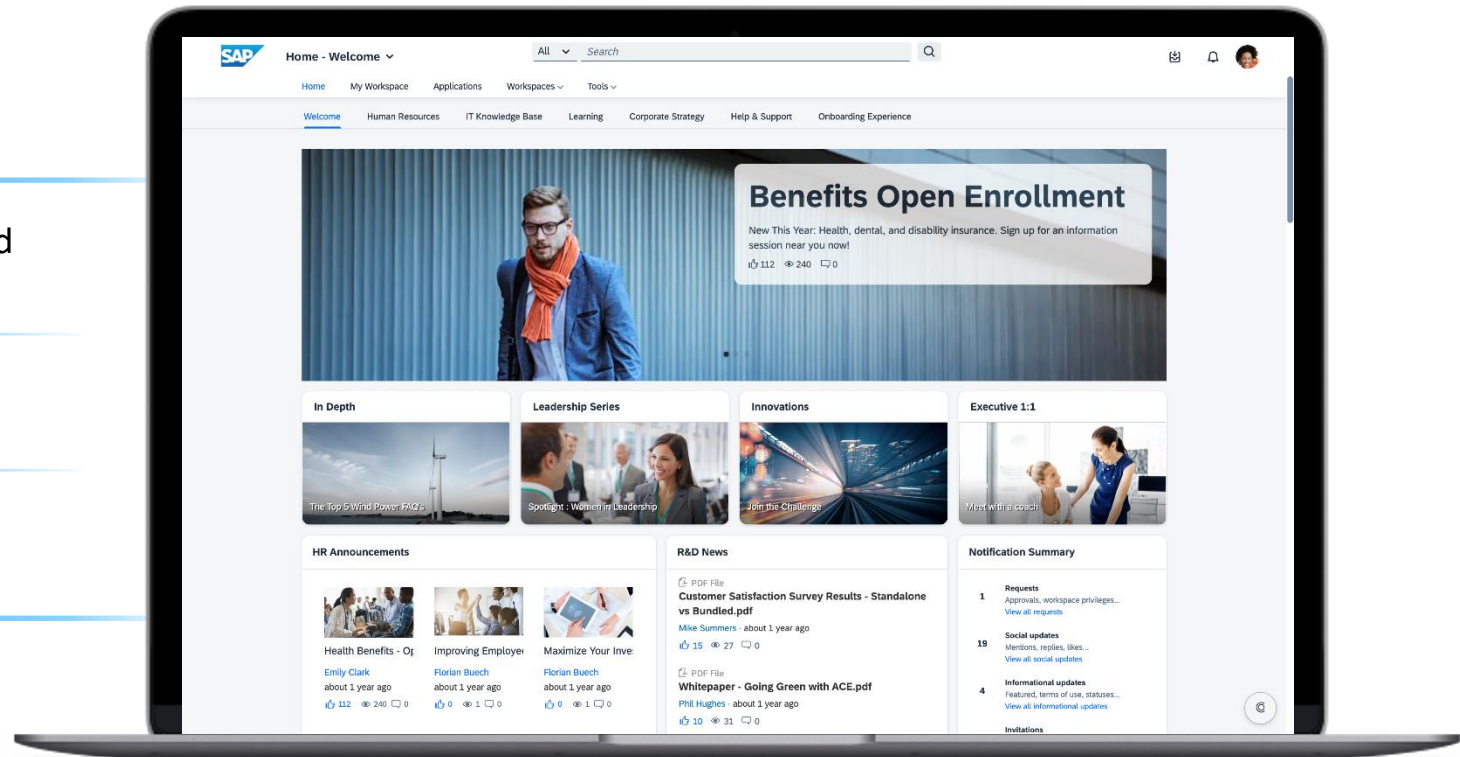 d
SAP
Home - Welcome
All
Search
Home My Workspace Applications Workspaces Tools
Welcome Human Resources IT Knowledge Base Learning Corporate Strategy Help & Support Onboarding Experience
Benefits Open Enrollment
New This Year: Health, dental, and disability insurance. Sign up for an information
session near you now!
112 240 0
In Depth
The Top 5 Wind Power FAQ's
Leadership Series
Spotlight : Women in Leadership
Innovations
Join the Challenge
Executive 1:1
Meet with a coach
HR Announcements
Health Benefits - Op
Emily Clark
about 1 year ago
112 240 0
Improving Employee
Florian Buech
about 1 year ago
0 1 0
Maximize Your Inve
Florian Buech
about 1 year ago
0 1 0
R&D News
PDF File
Customer Satisfaction Survey Results - Standalone
vs Bundled.pdf
Mike Summers · about 1 year ago
15 27 0
PDF File
Whitepaper - Going Green with ACE.pdf
Phil Hughes · about 1 year ago
10 31 0
Notification Summary
1
Requests
Approvals, workspace privileges...
View all requests
19
Social updates
Mentions, replies, likes...
View all social updates
4
Informational updates
Featured, terms of use, statuses...
View all informational updates
Invitations